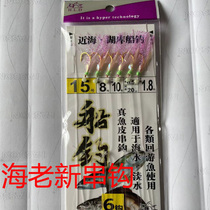 It is a hyper technology
近海·湖库船钓
15 8 10 1.8
船钓
6钩
真魚皮串钩
適用于海水·淡水
各類回游魚使用
海老新串钩